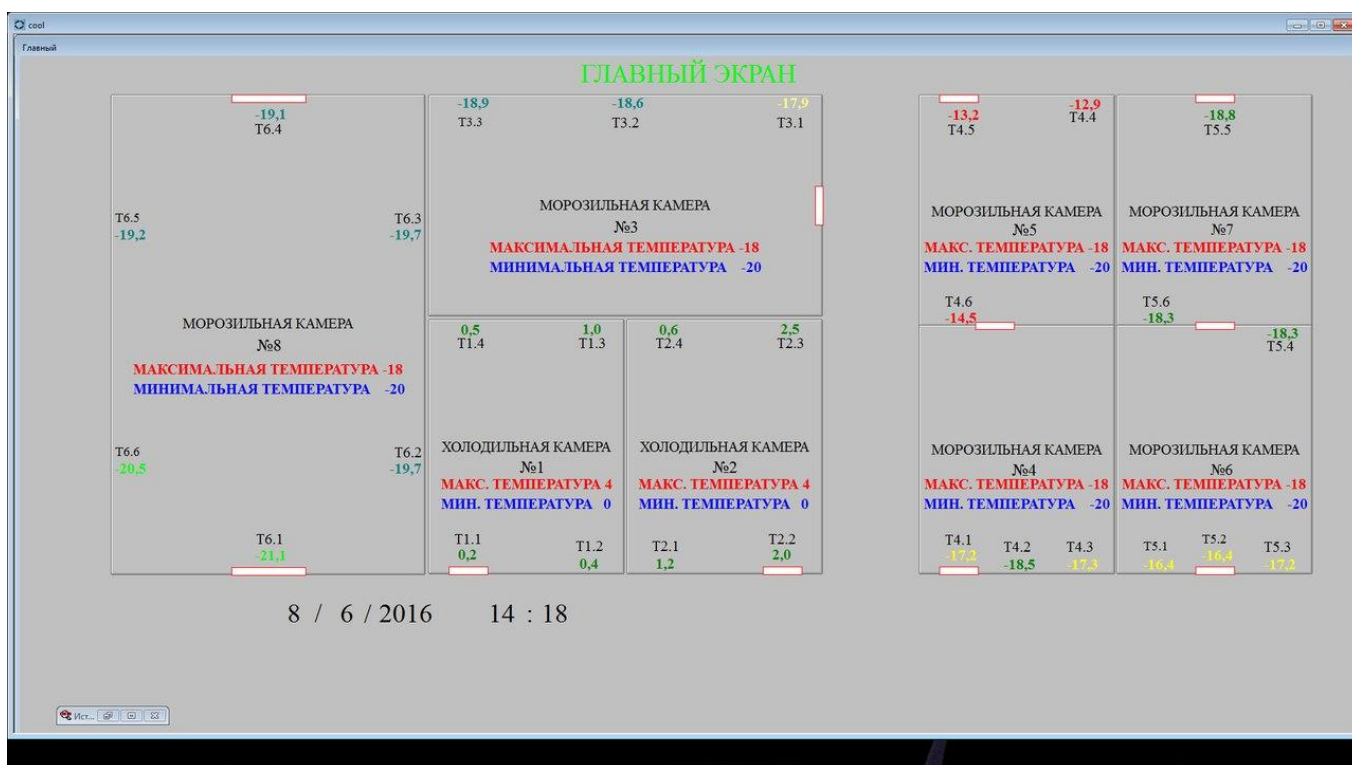 cool
Главный
ГЛАВНЫЙ ЭКРАН
-19,1
T6.4
T6.5
-19,2
T6.3
-19,7
МОРОЗИЛЬНАЯ КАМЕРА
№8
МАКСИМАЛЬНАЯ ТЕМПЕРАТУРА -18
МИНИМАЛЬНАЯ ТЕМПЕРАТУРА -20
T6.6
-20,5
T6.2
-19,7
T6.1
-21,1
-18,9 -18,6 -17,9
T3.3 T3.2 T3.1
МОРОЗИЛЬНАЯ КАМЕРА
№3
МАКСИМАЛЬНАЯ ТЕМПЕРАТУРА -18
МИНИМАЛЬНАЯ ТЕМПЕРАТУРА -20
0,5 1,0
T1.4 T1.3
ХОЛОДИЛЬНАЯ КАМЕРА
№1
МАКС. ТЕМПЕРАТУРА 4
МИН. ТЕМПЕРАТУРА 0
T1.1
0,2
T1.2
0,4
0,6 2,5
T2.4 T2.3
ХОЛОДИЛЬНАЯ КАМЕРА
№2
МАКС. ТЕМПЕРАТУРА 4
МИН. ТЕМПЕРАТУРА 0
T2.1
1,2
T2.2
2,0
-13,2
T4.5
-12,9
T4.4
МОРОЗИЛЬНАЯ КАМЕРА
№5
МАКС. ТЕМПЕРАТУРА -18
МИН. ТЕМПЕРАТУРА -20
T4.6
-14,5
-18,8
T5.5
МОРОЗИЛЬНАЯ КАМЕРА
№7
МАКС. ТЕМПЕРАТУРА -18
МИН. ТЕМПЕРАТУРА -20
T5.6
-18,3
МОРОЗИЛЬНАЯ КАМЕРА
№4
МАКС. ТЕМПЕРАТУРА -18
МИН. ТЕМПЕРАТУРА -20
T4.1 T4.2 T4.3
-17,2 -18,5 -17,3
-18,3
T5.4
МОРОЗИЛЬНАЯ КАМЕРА
№6
МАКС. ТЕМПЕРАТУРА -18
МИН. ТЕМПЕРАТУРА -20
T5.1 T5.2 T5.3
-16,4 -16,4 -17,2
8 / 6 / 2016 14 : 18
Ист...